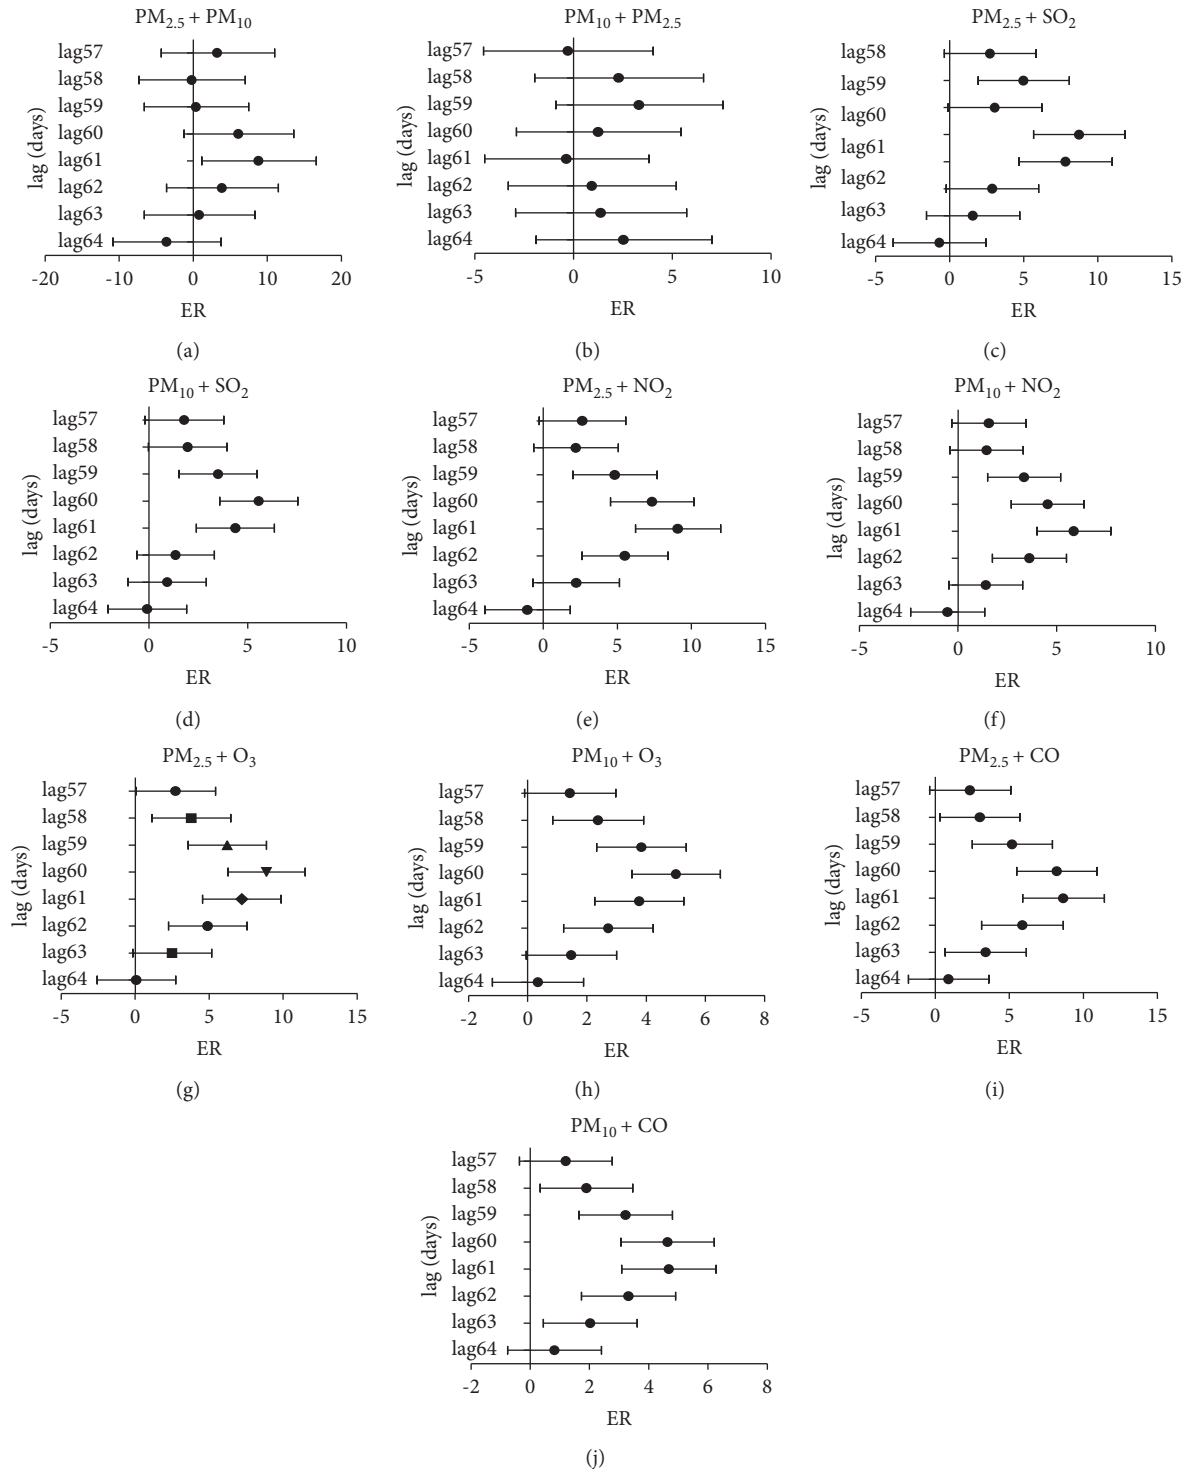 PM2.5 + PM10
lag57
lag58
lag59
lag60
lag61
lag62
lag63
lag64
lag (days)
-20 -10 0 10 20
ER
(a)
PM10 + PM2.5
lag57
lag58
lag59
lag60
lag61
lag62
lag63
lag64
lag (days)
-5 0 5 10
ER
(b)
PM2.5 + SO2
lag58
lag59
lag60
lag61
lag62
lag63
lag64
lag (days)
-5 0 5 10 15
ER
(c)
PM10 + SO2
lag57
lag58
lag59
lag60
lag61
lag62
lag63
lag64
lag (days)
-5 0 5 10
ER
(d)
PM2.5 + NO2
lag57
lag58
lag59
lag60
lag61
lag62
lag63
lag64
lag (days)
-5 0 5 10 15
ER
(e)
PM10 + NO2
lag57
lag58
lag59
lag60
lag61
lag62
lag63
lag64
lag (days)
-5 0 5 10
ER
(f)
PM2.5 + O3
lag57
lag58
lag59
lag60
lag61
lag62
lag63
lag64
lag (days)
-5 0 5 10 15
ER
(g)
PM10 + O3
lag57
lag58
lag59
lag60
lag61
lag62
lag63
lag64
lag (days)
-2 0 2 4 6 8
ER
(h)
PM2.5 + CO
lag57
lag58
lag59
lag60
lag61
lag62
lag63
lag64
lag (days)
-5 0 5 10 15
ER
(i)
PM10 + CO
lag57
lag58
lag59
lag60
lag61
lag62
lag63
lag64
lag (days)
-2 0 2 4 6 8
ER
(j)